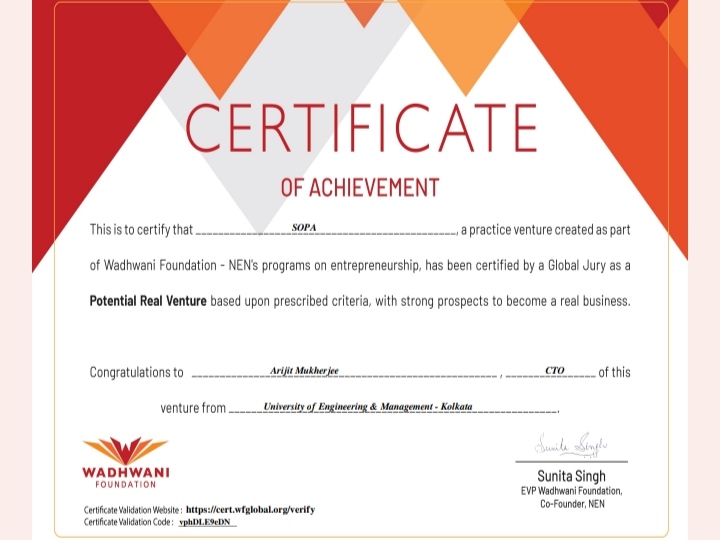 CERTIFICATE
OF ACHIEVEMENT
This is to certify that SOPA, a practice venture created as part
of Wadhwani Foundation - NEN's programs on entrepreneurship, has been certified by a Global Jury as a
Potential Real Venture based upon prescribed criteria, with strong prospects to become a real business.
Congratulations to Arijit Mukherjee, CTO of this
venture from University of Engineering & Management - Kolkata.
WADHWANI
FOUNDATION
Sunita Singh
Sunita Singh
EVP Wadhwani Foundation,
Co-Founder, NEN
Certificate Validation Website : https://cert.wfglobal.org/verify
Certificate Validation Code : vphDLE9cDN